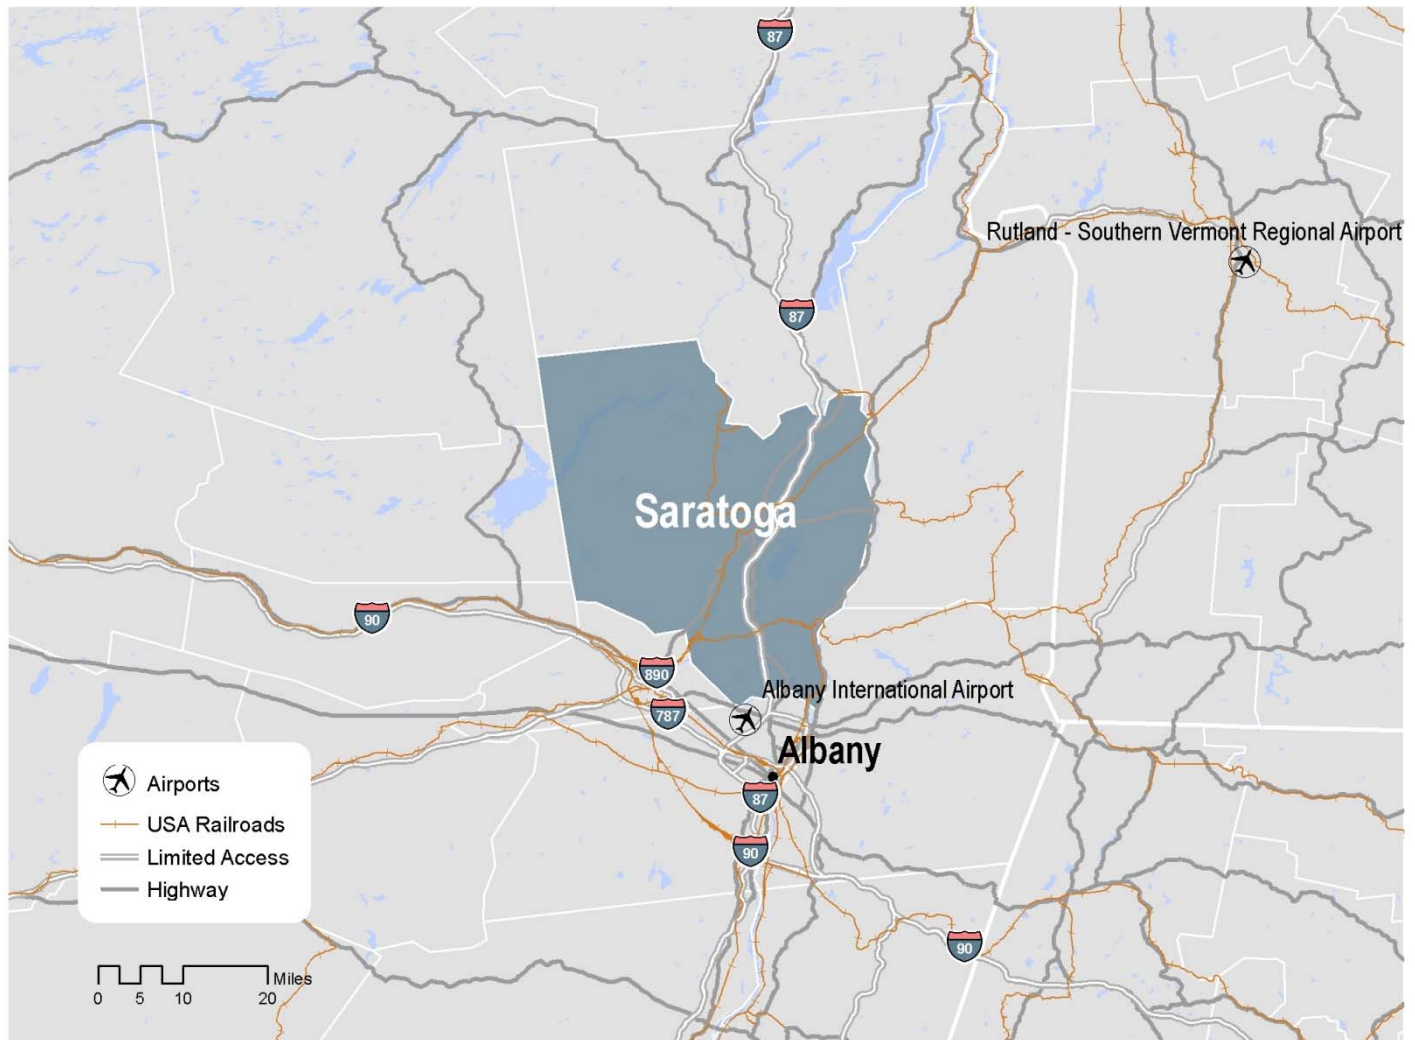 87
Rutland - Southern Vermont Regional Airport
87
Saratoga
90
890
Albany International Airport
787
Albany
87
90
90
Airports
USA Railroads
Limited Access
Highway
Miles
0 5 10 20